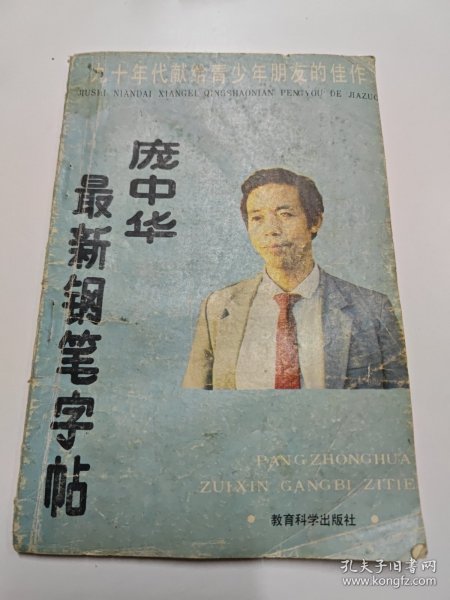 九十年代献给青少年朋友的佳作
JIUSHI NIANDAI XIANGEI QINGSHAONIAN PENGYOU DE JIAZUO
庞中华
最新钢笔字帖
PANGZHONGHUA
ZUIXIN GANGBI ZITIE
• 教育科学出版社 •
孔夫子旧书网
www.kongfz.com